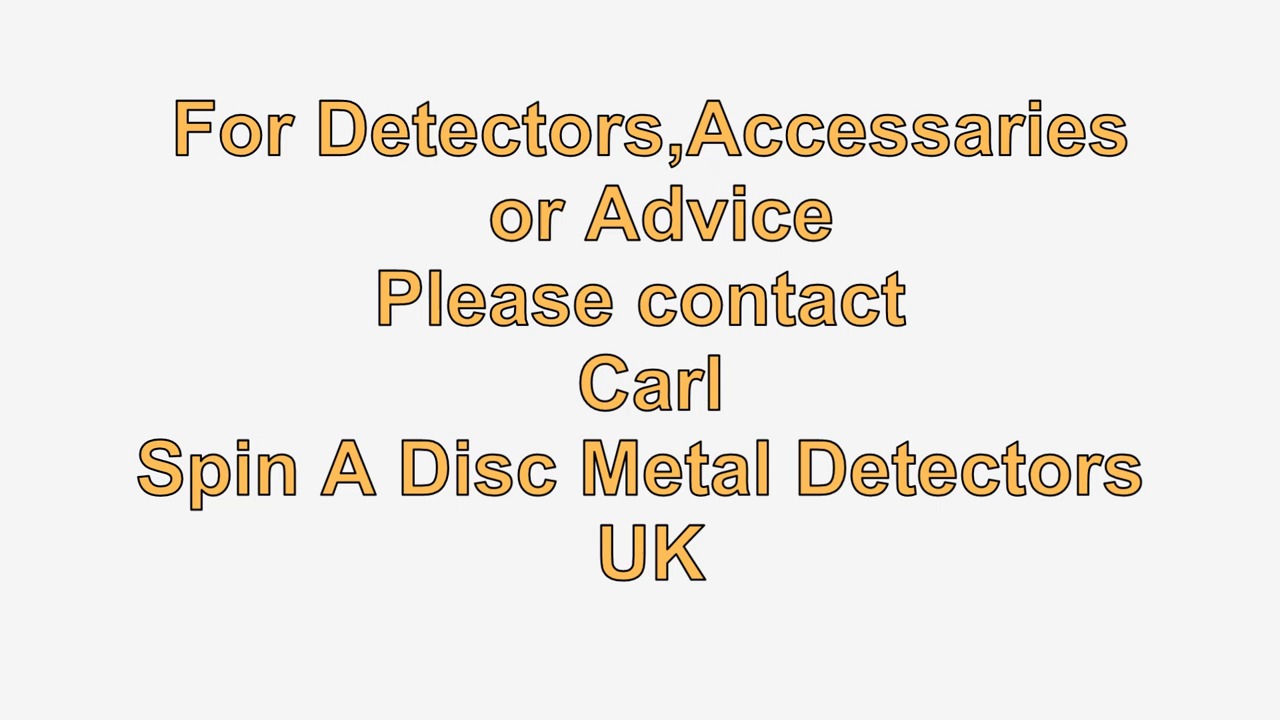 For Detectors,Accessaries
or Advice
Please contact
Carl
Spin A Disc Metal Detectors
UK